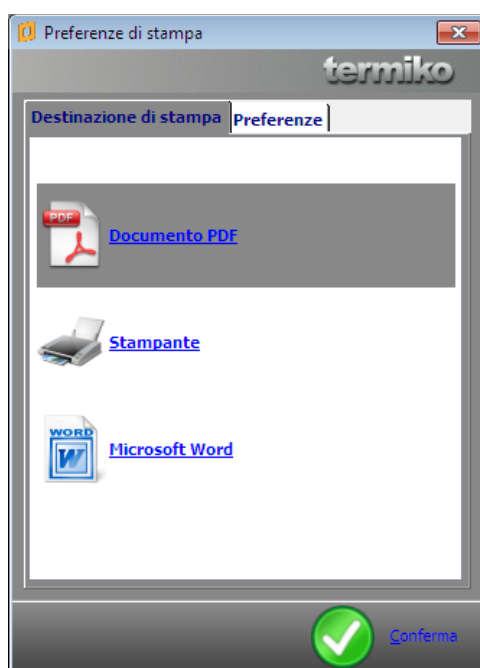 Preferenze di stampa
termiko
Destinazione di stampa Preferenze
PDF
Documento PDF
Stampante
WORD
W
Microsoft Word
Conferma